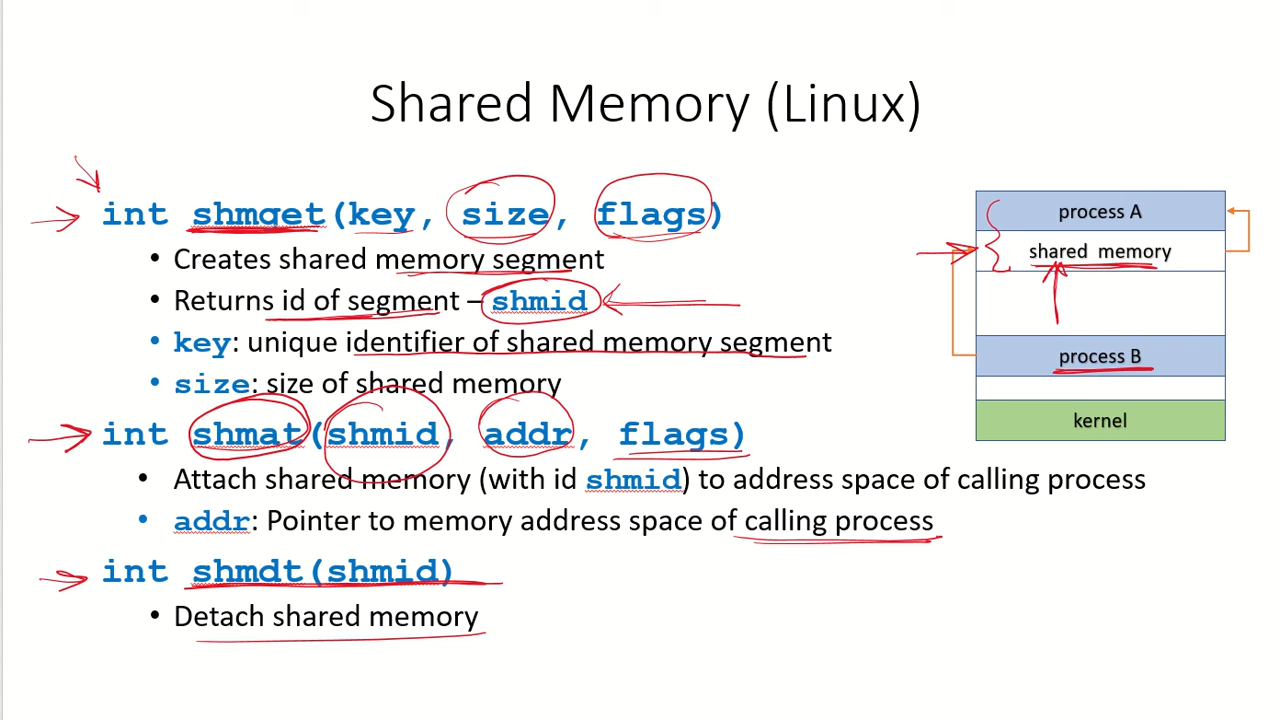 Shared Memory (Linux)
int shmget(key, size, flags)
• Creates shared memory segment
• Returns id of segment – shmid
• key: unique identifier of shared memory segment
• size: size of shared memory
int shmat(shmid, addr, flags)
• Attach shared memory (with id shmid) to address space of calling process
• addr: Pointer to memory address space of calling process
int shmdt(shmid)
• Detach shared memory
process A
shared memory
process B
kernel